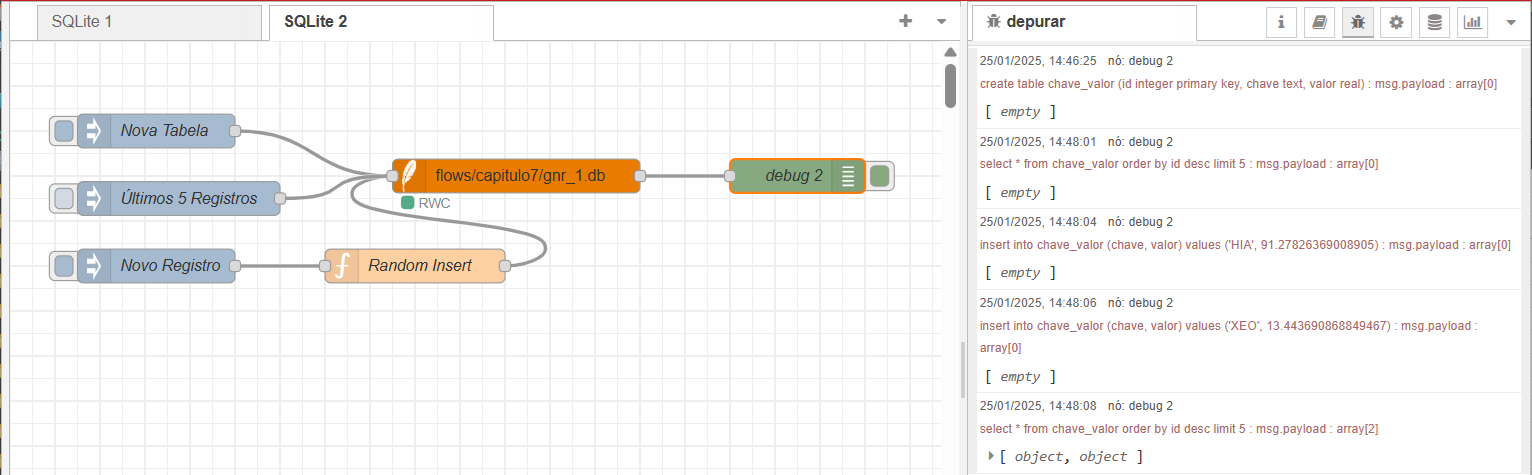 SQLite 1
SQLite 2
Nova Tabela
Últimos 5 Registros
Novo Registro
Random Insert
flows/capitulo7/gnr_1.db
RWC
debug 2
depurar
25/01/2025, 14:46:25 nó: debug 2
create table chave_valor (id integer primary key, chave text, valor real) : msg.payload : array[0]
[ empty ]
25/01/2025, 14:48:01 nó: debug 2
select * from chave_valor order by id desc limit 5 : msg.payload : array[0]
[ empty ]
25/01/2025, 14:48:04 nó: debug 2
insert into chave_valor (chave, valor) values ('HIA', 91.27826369008905) : msg.payload : array[0]
[ empty ]
25/01/2025, 14:48:06 nó: debug 2
insert into chave_valor (chave, valor) values ('XEO', 13.443690868849467) : msg.payload :
array[0]
[ empty ]
25/01/2025, 14:48:08 nó: debug 2
select * from chave_valor order by id desc limit 5 : msg.payload : array[2]
[ object, object ]